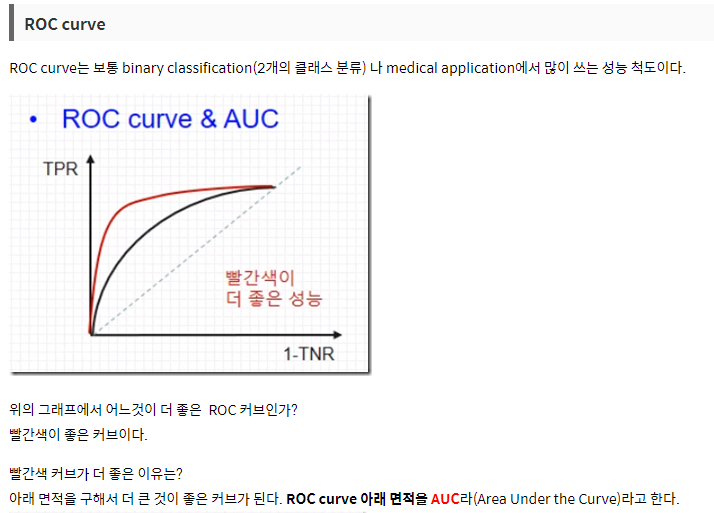 ROC curve
ROC curve는 보통 binary classification(2개의 클래스 분류) 나 medical application에서 많이 쓰는 성능 척도이다.
• ROC curve & AUC
TPR
빨간색이
더 좋은 성능
1-TNR
위의 그래프에서 어느것이 더 좋은 ROC 커브인가?
빨간색이 좋은 커브이다.
빨간색 커브가 더 좋은 이유는?
아래 면적을 구해서 더 큰 것이 좋은 커브가 된다. ROC curve 아래 면적을 AUC라(Area Under the Curve)라고 한다.